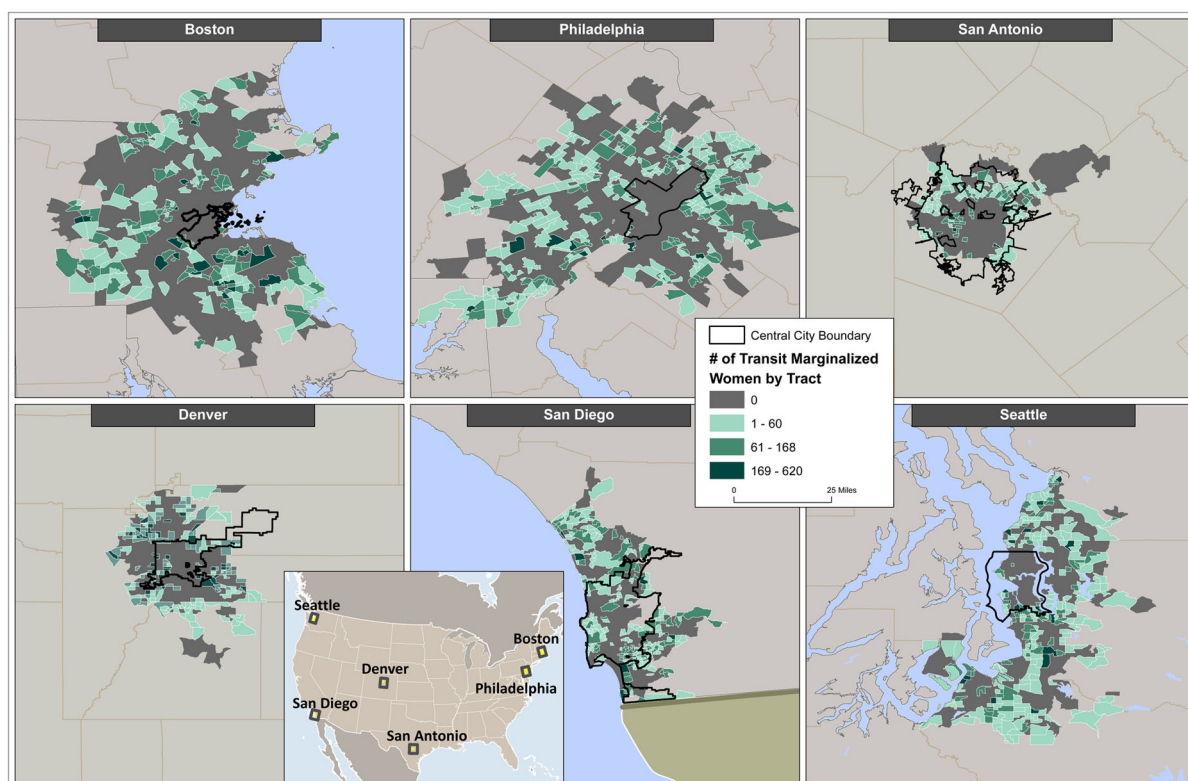 Boston
Philadelphia
San Antonio
Central City Boundary
# of Transit Marginalized
Women by Tract
0
1 - 60
61 - 168
169 - 620
0
25 Miles
Denver
San Diego
Seattle
Seattle
Boston
Denver
Philadelphia
San Diego
San Antonio